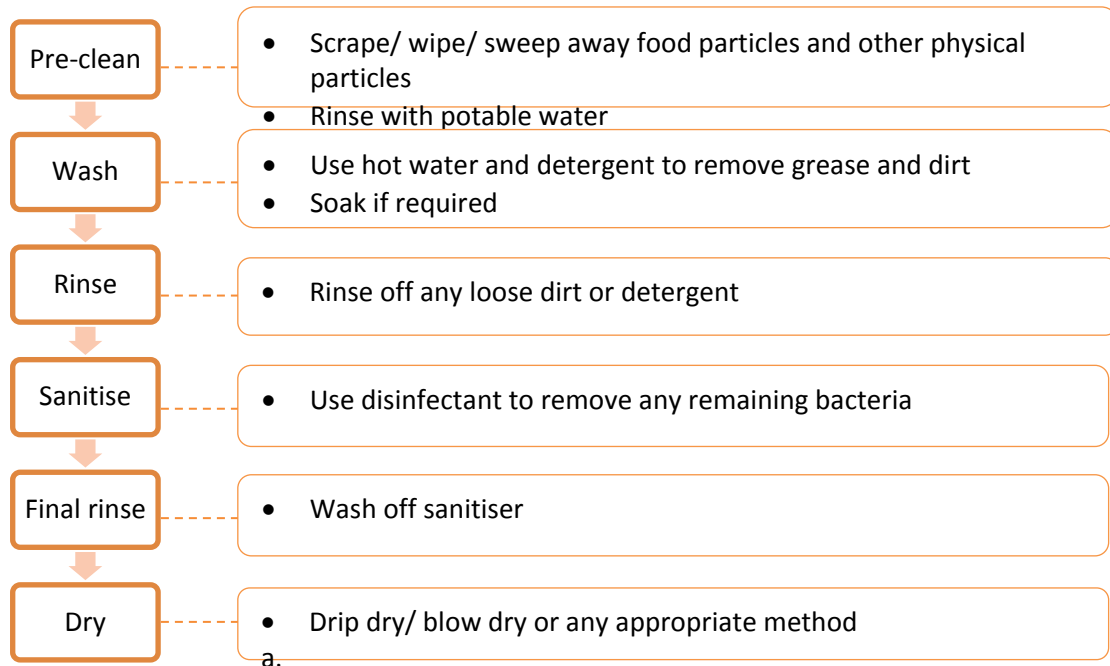 Pre-clean
• Scrape/ wipe/ sweep away food particles and other physical
particles
• Rinse with potable water
Wash
• Use hot water and detergent to remove grease and dirt
• Soak if required
Rinse
• Rinse off any loose dirt or detergent
Sanitise
• Use disinfectant to remove any remaining bacteria
Final rinse
• Wash off sanitiser
Dry
• Drip dry/ blow dry or any appropriate method
a.